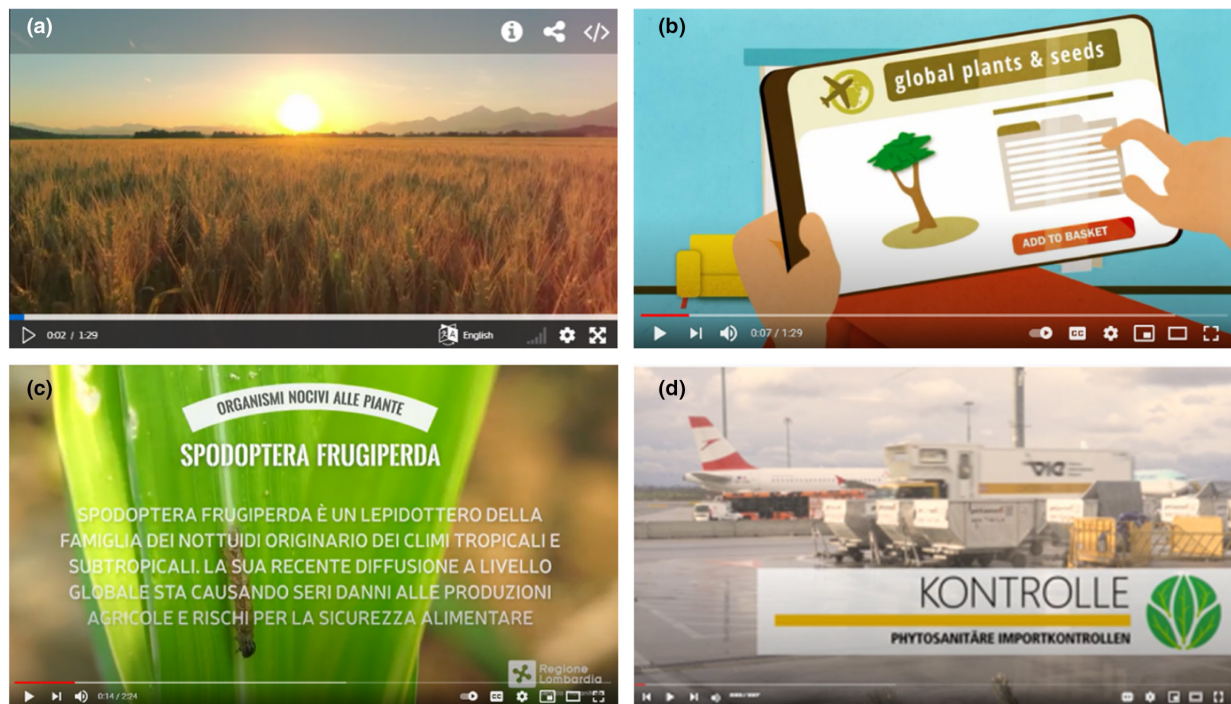 (a)
0:02 / 1:29
English
(b)
global plants & seeds
ADD TO BASKET
0:07 / 1:29
CC
(c)
ORGANISMI NOCIVI ALLE PIANTE
SPODOPTERA FRUGIPERDA
SPODOPTERA FRUGIPERDA È UN LEPIDOTTERO DELLA
FAMIGLIA DEI NOTTUIDI ORIGINARIO DEI CLIMI TROPICALI E
SUBTROPICALI. LA SUA RECENTE DIFFUSIONE A LIVELLO
GLOBALE STA CAUSANDO SERI DANNI ALLE PRODUZIONI
AGRICOLE E RISCHI PER LA SICUREZZA ALIMENTARE
Regione
Lombardia
0:14 / 2:24
CC
(d)
KONTROLLE
PHYTOSANITÄRE IMPORTKONTROLLEN